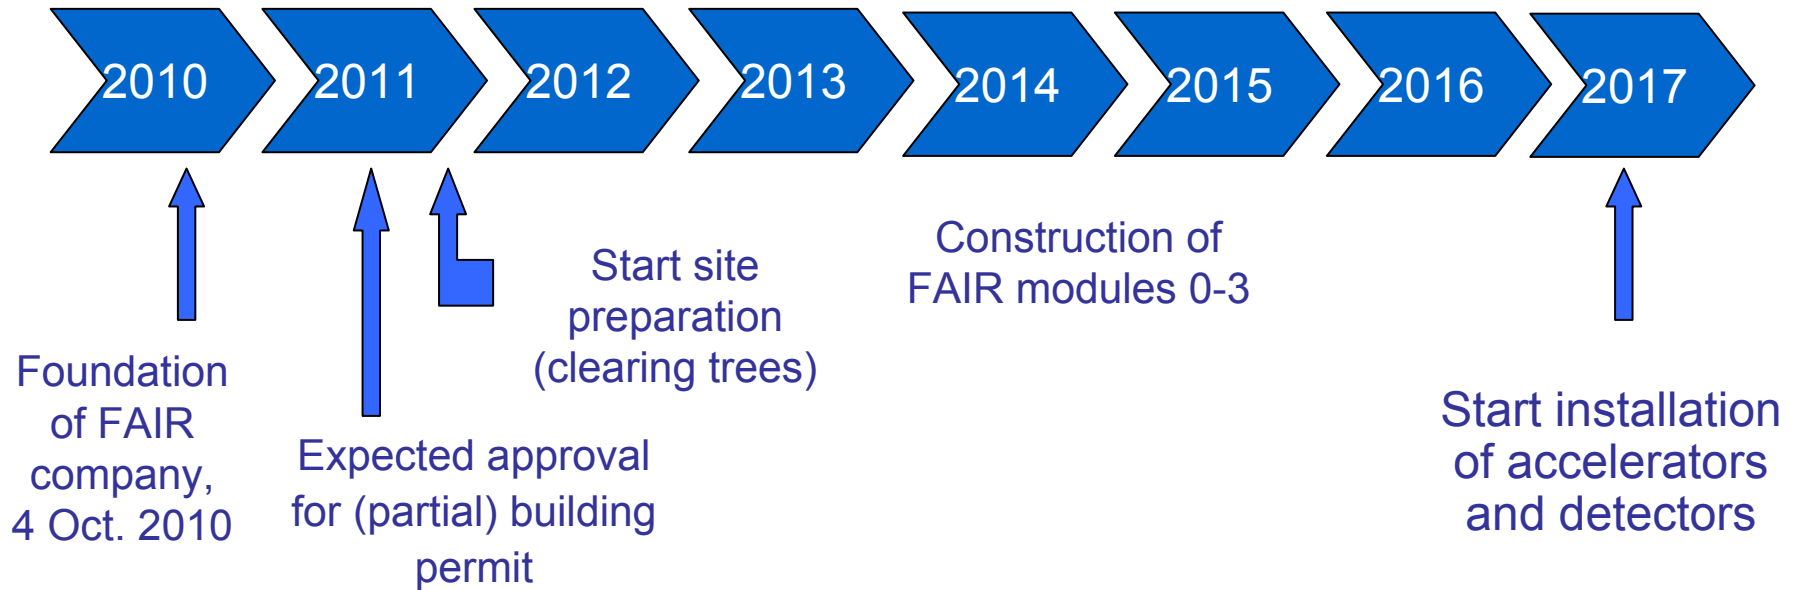 2010
2011
2012
2013
2014
2015
2016
2017
Foundation
of FAIR
company,
4 Oct. 2010
Expected approval
for (partial) building
permit
Start site
preparation
(clearing trees)
Construction of
FAIR modules 0-3
Start installation
of accelerators
and detectors